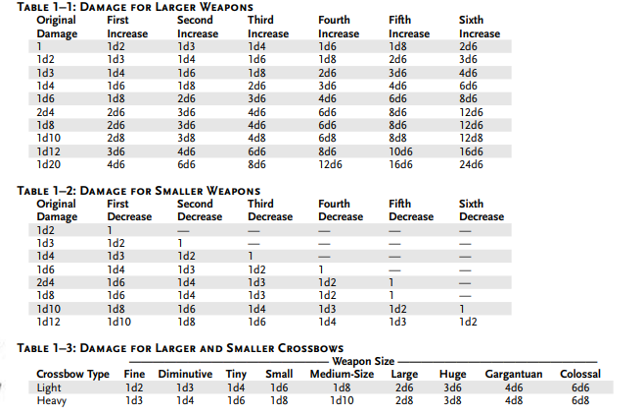 TABLE 1–1: DAMAGE FOR LARGER WEAPONS
Original First Second Third Fourth Fifth Sixth
Damage Increase Increase Increase Increase Increase Increase
1 1d2 1d3 1d4 1d6 1d8 2d6
1d2 1d3 1d4 1d6 1d8 2d6 3d6
1d3 1d4 1d6 1d8 2d6 3d6 4d6
1d4 1d6 1d8 2d6 3d6 4d6 6d6
1d6 1d8 2d6 3d6 4d6 6d6 8d6
2d4 2d6 3d6 4d6 6d6 8d6 12d6
1d8 2d6 3d6 4d6 6d6 8d6 12d6
1d10 2d8 3d8 4d8 6d8 8d8 12d8
1d12 3d6 4d6 6d6 8d6 10d6 16d6
1d20 4d6 6d6 8d6 12d6 16d6 24d6
TABLE 1–2: DAMAGE FOR SMALLER WEAPONS
Original First Second Third Fourth Fifth Sixth
Damage Decrease Decrease Decrease Decrease Decrease Decrease
1d2 1 — — — — —
1d3 1d2 1 — — — —
1d4 1d3 1d2 1 — — —
1d6 1d4 1d3 1d2 1 — —
2d4 1d6 1d4 1d3 1d2 1 —
1d8 1d6 1d4 1d3 1d2 1 —
1d10 1d8 1d6 1d4 1d3 1d2 1
1d12 1d10 1d8 1d6 1d4 1d3 1d2
TABLE 1–3: DAMAGE FOR LARGER AND SMALLER CROSSBOWS
Weapon Size
Crossbow Type Fine Diminutive Tiny Small Medium-Size Large Huge Gargantuan Colossal
Light 1d2 1d3 1d4 1d6 1d8 2d6 3d6 4d6 6d6
Heavy 1d3 1d4 1d6 1d8 1d10 2d8 3d8 4d8 6d8